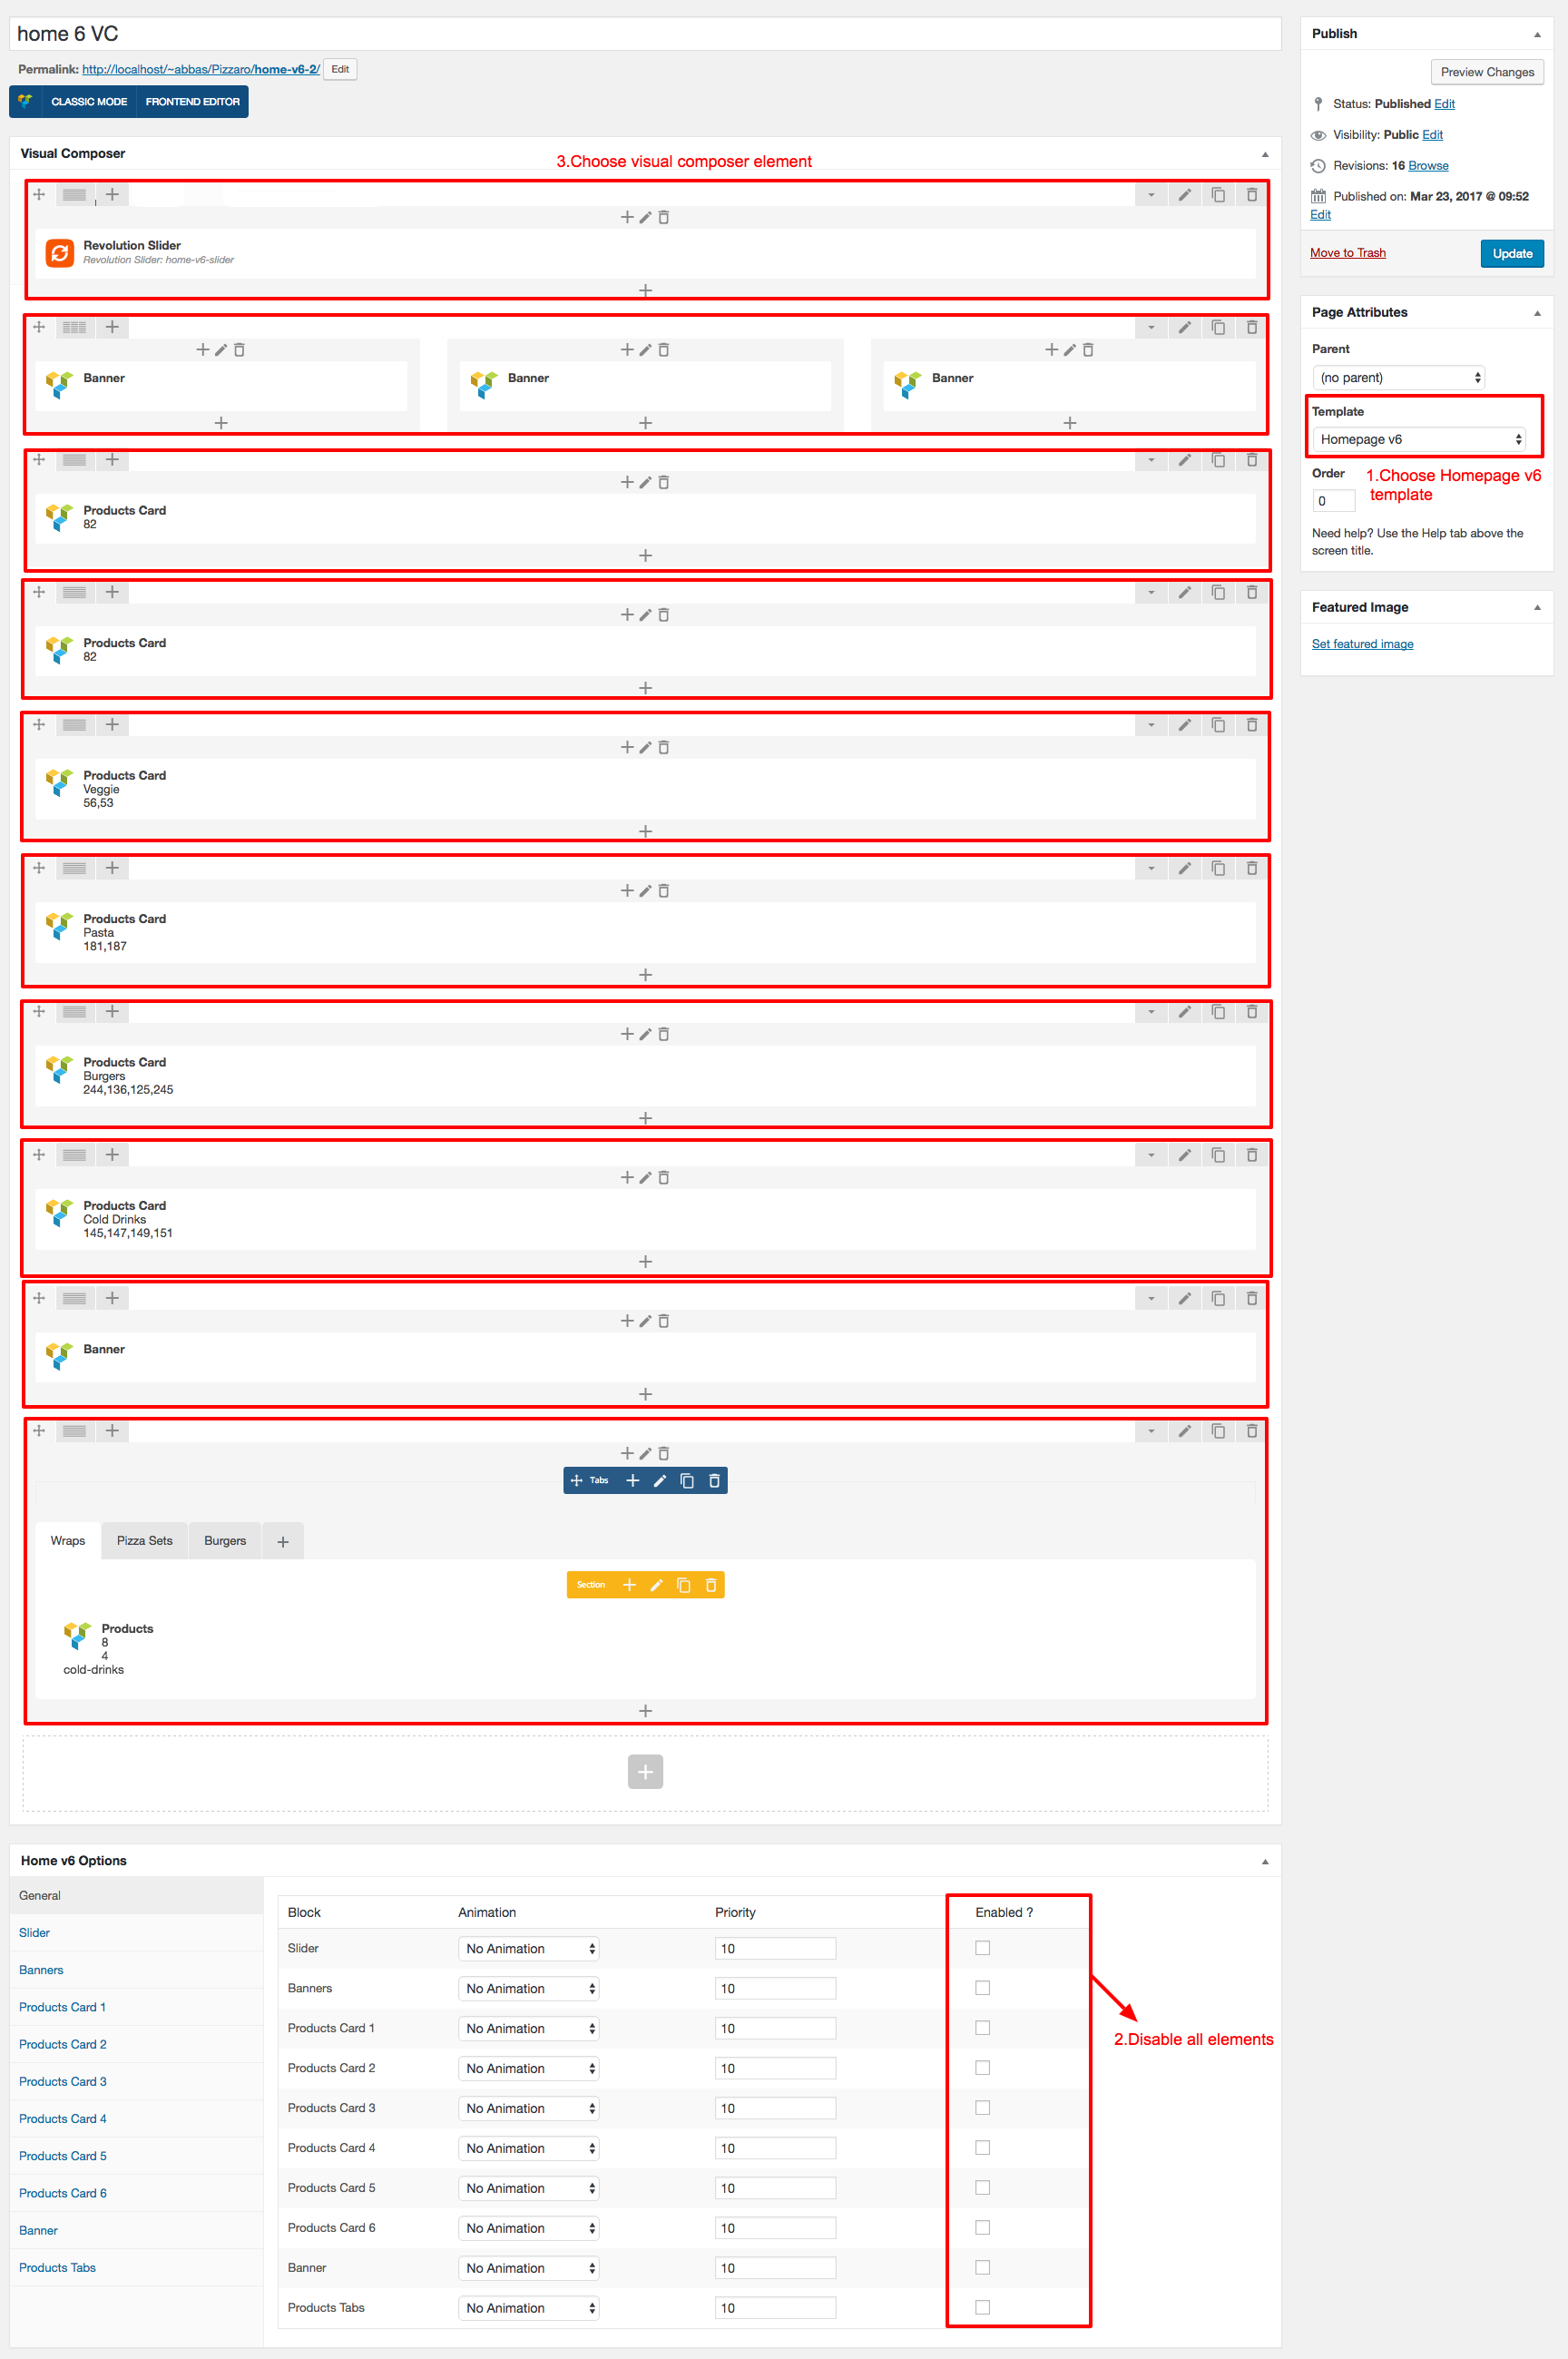 home 6 VC
Permalink: http://localhost/~abbas/Pizzaro/home-v6-2/ Edit
CLASSIC MODE FRONTEND EDITOR
Visual Composer
3.Choose visual composer element
Revolution Slider
Revolution Slider: home-v6-slider
Banner Banner Banner
Products Card
82
Products Card
82
Products Card
Veggie
56,53
Products Card
Pasta
181,187
Products Card
Burgers
244,136,125,245
Products Card
Cold Drinks
145,147,149,151
Banner
Tabs
Wraps Pizza Sets Burgers
Section
Products
8
4
cold-drinks
Home v6 Options
General
Slider
Banners
Products Card 1
Products Card 2
Products Card 3
Products Card 4
Products Card 5
Products Card 6
Banner
Products Tabs
Block Animation Priority Enabled ?
Slider No Animation 10
Banners No Animation 10
Products Card 1 No Animation 10
Products Card 2 No Animation 10
Products Card 3 No Animation 10
Products Card 4 No Animation 10
Products Card 5 No Animation 10
Products Card 6 No Animation 10
Banner No Animation 10
Products Tabs No Animation 10
2.Disable all elements
Publish
Preview Changes
Status: Published Edit
Visibility: Public Edit
Revisions: 16 Browse
Published on: Mar 23, 2017 @ 09:52
Edit
Move to Trash Update
Page Attributes
Parent
(no parent)
Template
Homepage v6
Order
0
1.Choose Homepage v6
template
Need help? Use the Help tab above the
screen title.
Featured Image
Set featured image